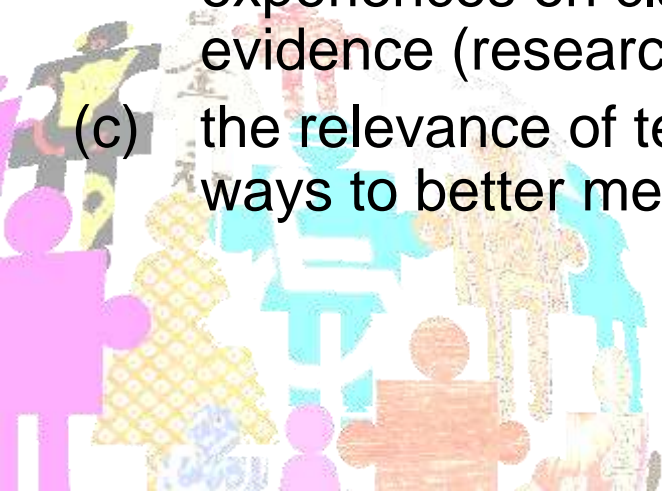 evidence (researc
(c) the relevance of te
ways to better me